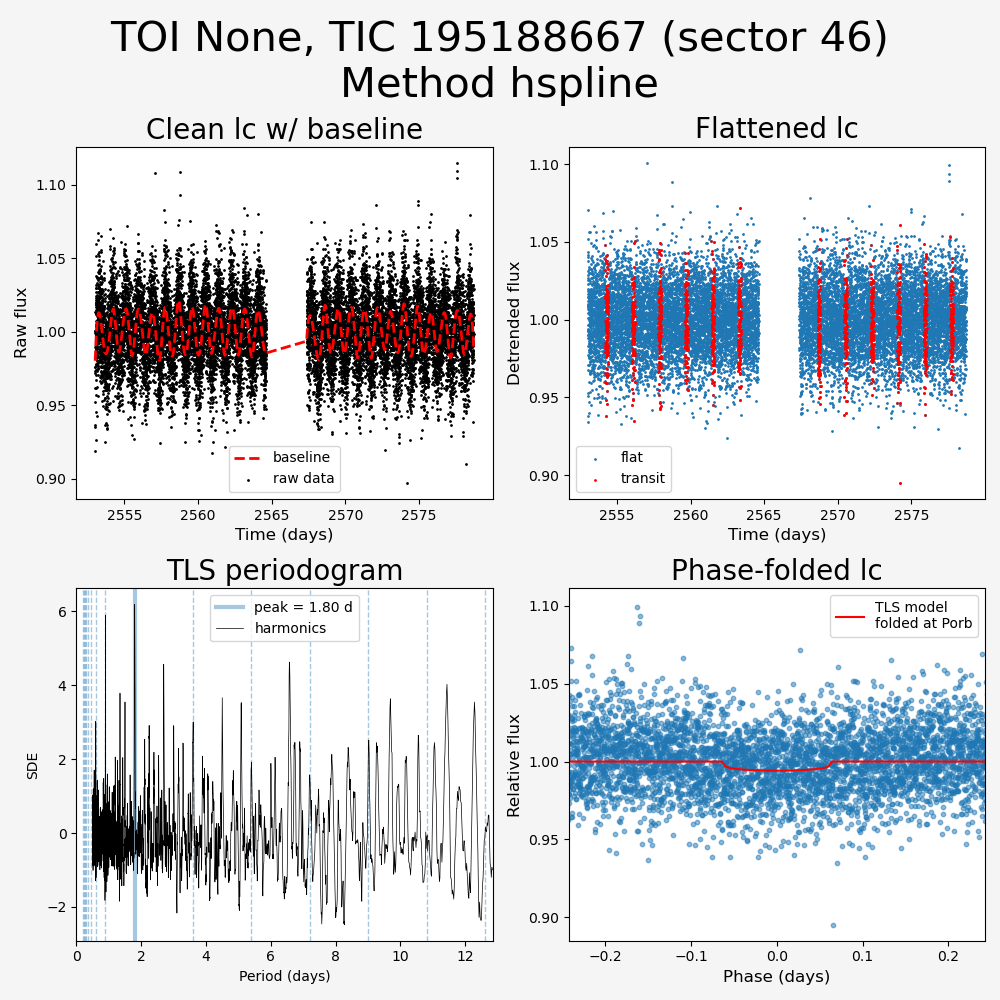 TOI None, TIC 195188667 (sector 46)
Method hspline
Clean lc w/ baseline
Raw flux
1.10
1.05
1.00
0.95
0.90
baseline
raw data
2555
2560
2565
2570
2575
Time (days)
Flattened lc
Detrended flux
1.10
1.05
1.00
0.95
0.90
flat
transit
2555
2560
2565
2570
2575
Time (days)
TLS periodogram
SDE
6
4
2
0
−2
peak = 1.80 d
harmonics
0
2
4
6
8
10
12
Period (days)
Phase-folded lc
Relative flux
1.10
1.05
1.00
0.95
0.90
TLS model
folded at Porb
−0.2
−0.1
0.0
0.1
0.2
Phase (days)